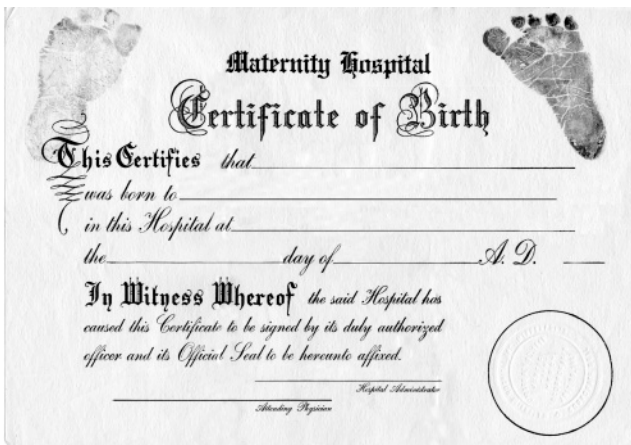 Maternity Hospital
Certificate of Birth
This Certifies that
was born to
in this Hospital at
the day of A. D.
In Witness Whereof the said Hospital has
caused this Certificate to be signed by its duly authorized
officer and its Official Seal to be hereunto affixed.
Hospital Administrator
Attending Physician